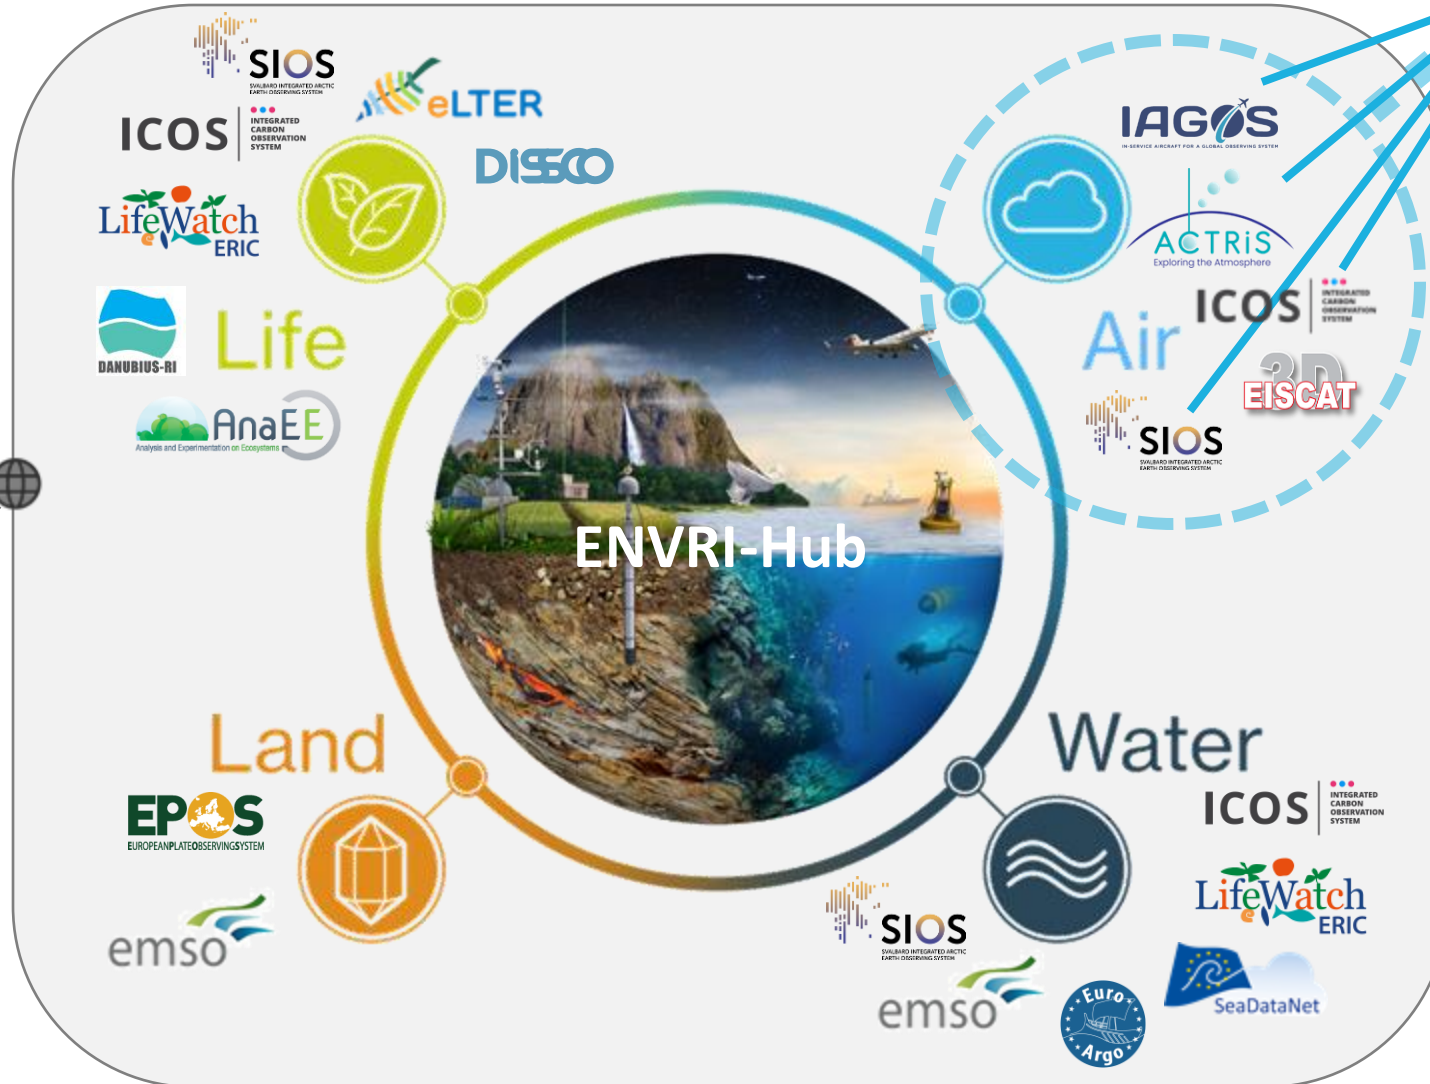 SIOS
SVALBARD INTEGRATED ARCTIC
EARTH OBSERVING SYSTEM
eLTER
ICOS
INTEGRATED
CARBON
OBSERVATION
SYSTEM
DISSCO
LifeWatch
ERIC
DANUBIUS-RI
Life
AnaEE
Analysis and Experimentation on Ecosystems
IAGOS
IN-SERVICE AIRCRAFT FOR A GLOBAL OBSERVING SYSTEM
ACTRiS
Exploring the Atmosphere
ICOS
INTEGRATED
CARBON
OBSERVATION
SYSTEM
Air
3D
EISCAT
SIOS
SVALBARD INTEGRATED ARCTIC
EARTH OBSERVING SYSTEM
ENVRI-Hub
Land
EPOS
EUROPEANPLATEOBSERVINGSYSTEM
emso
Water
ICOS
INTEGRATED
CARBON
OBSERVATION
SYSTEM
LifeWatch
ERIC
SIOS
SVALBARD INTEGRATED ARCTIC
EARTH OBSERVING SYSTEM
emso
Euro
Argo
SeaDataNet